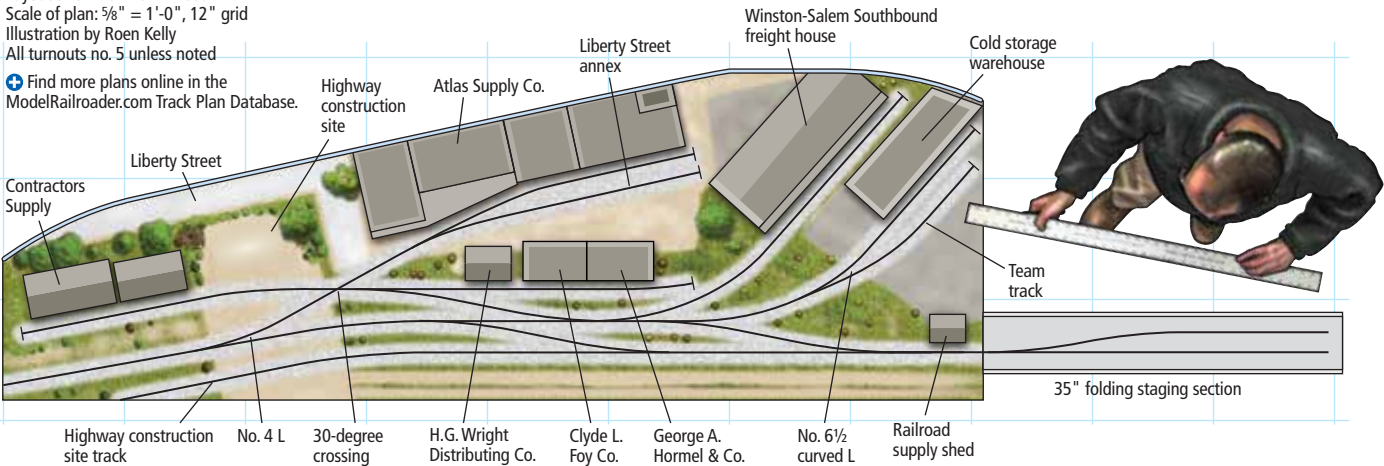 Scale of plan: 5⁄8" = 1'-0", 12" grid
Illustration by Roen Kelly
All turnouts no. 5 unless noted
Find more plans online in the
ModelRailroader.com Track Plan Database.
Contractors
Supply
Liberty Street
Highway
construction
site
Atlas Supply Co.
Liberty Street
annex
Winston-Salem Southbound
freight house
Cold storage
warehouse
Team
track
35" folding staging section
Highway construction
site track
No. 4 L
30-degree
crossing
H.G. Wright
Distributing Co.
Clyde L.
Foy Co.
George A.
Hormel & Co.
No. 6½
curved L
Railroad
supply shed